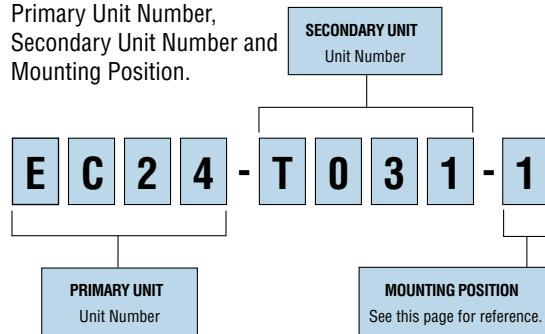 Primary Unit Number,
Secondary Unit Number and
Mounting Position.
SECONDARY UNIT
Unit Number
E C 2 4 - T 0 3 1 - 1
PRIMARY UNIT
Unit Number
MOUNTING POSITION
See this page for reference.